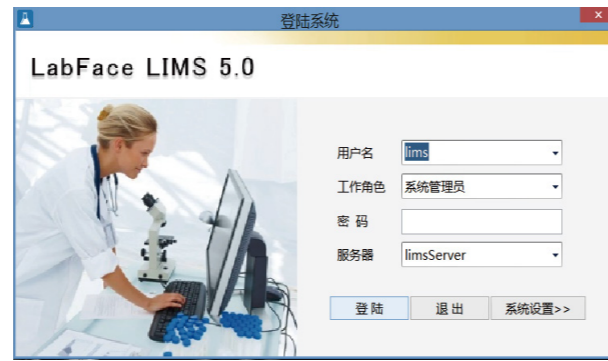 登陆系统
LabFace LIMS 5.0
用户名 lims
工作角色 系统管理员
密 码
服务器 limsServer
登 陆 退 出 系统设置>>